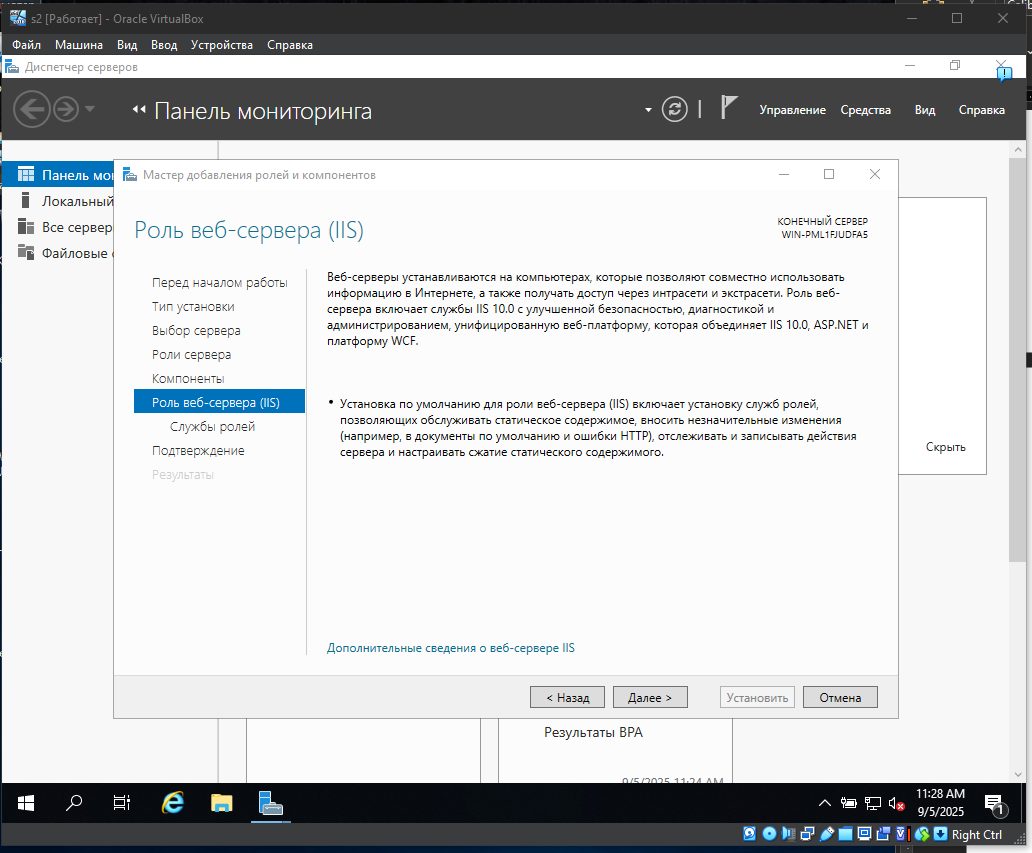 s2 [Работает] - Oracle VirtualBox
Файл Машина Вид Ввод Устройства Справка
Диспетчер серверов
Панель мониторинга
Управление Средства Вид Справка
Панель
Локальный
Все
Файловые
Мастер добавления ролей и компонентов
Роль веб-сервера (IIS)
КОНЕЧНЫЙ СЕРВЕР
WIN-PML1FJUDFA5
Перед началом работы
Тип установки
Выбор сервера
Роли сервера
Компоненты
Роль веб-сервера (IIS)
Службы ролей
Подтверждение
Результаты
Веб-серверы устанавливаются на компьютерах, которые позволяют совместно использовать
информацию в Интернете, а также получать доступ через интрасети и экстрасети. Роль веб-
сервера включает службы IIS 10.0 с улучшенной безопасностью, диагностикой и
администрированием, унифицированную веб-платформу, которая объединяет IIS 10.0, ASP.NET и
платформу WCF.
• Установка по умолчанию для роли веб-сервера (IIS) включает установку служб ролей,
позволяющих обслуживать статическое содержимое, вносить незначительные изменения
(например, в документы по умолчанию и ошибки HTTP), отслеживать и записывать действия
сервера и настраивать сжатие статического содержимого.
Дополнительные сведения о веб-сервере IIS
< Назад Далее > Установить Отмена
Скрыть
Результаты BPA
9/5/2025 11:24 AM
11:28 AM
9/5/2025
1
Right Ctrl